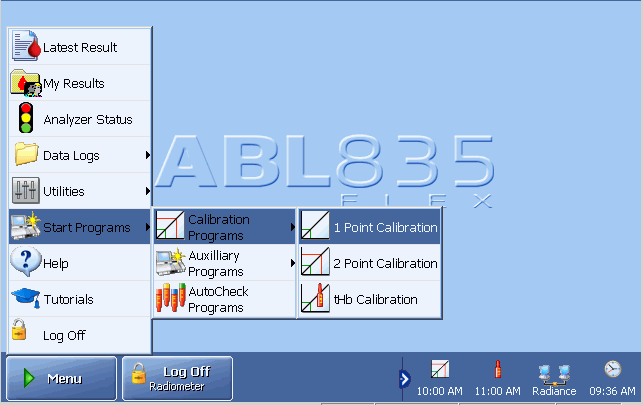 Latest Result
My Results
Analyzer Status
Data Logs
Utilities
Start Programs
Help
Tutorials
Log Off
ABL835
FLEX
Calibration
Programs
Auxilliary
Programs
AutoCheck
Programs
1 Point Calibration
2 Point Calibration
tHb Calibration
Menu
Log Off
Radiometer
10:00 AM
11:00 AM
Radiance
09:36 AM